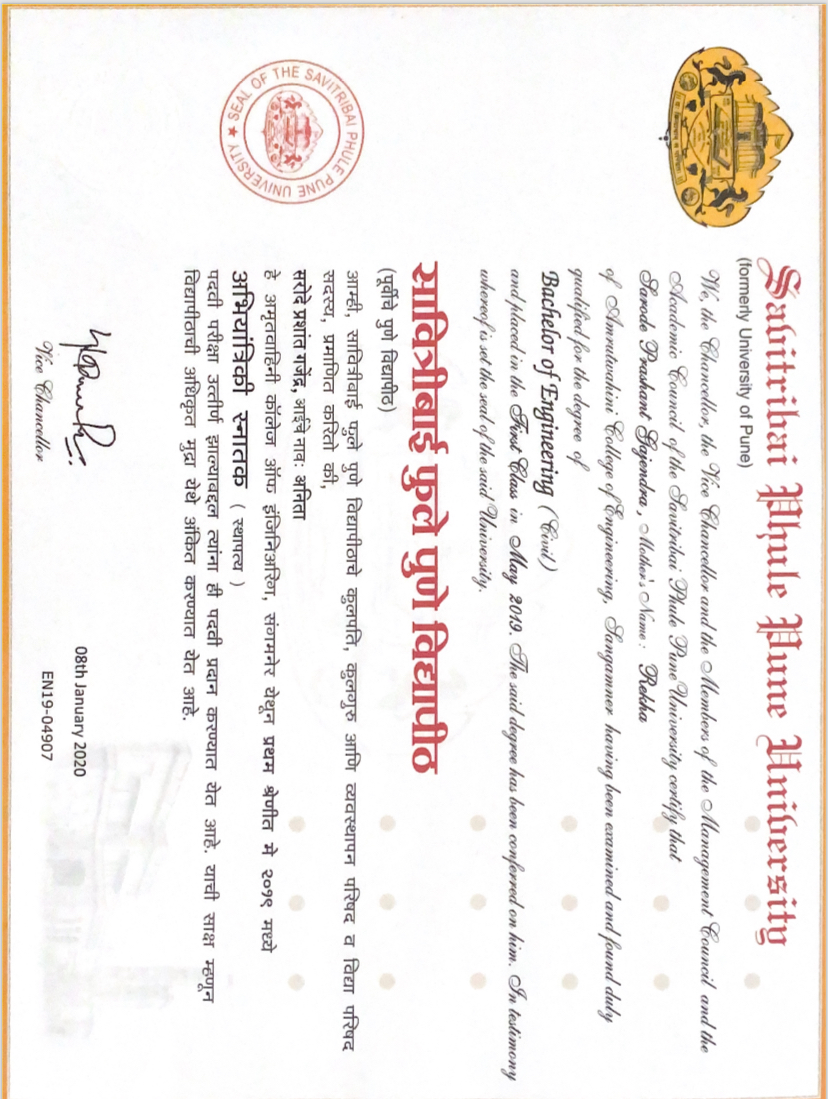 Savitribai Phule Pune University
(formerly University of Pune)
We, the Chancellor, the Vice Chancellor and the Members of the Management Council and the
Academic Council of the Savitribai Phule Pune University certify that
Sarode Prashant Gajendra , Mother's Name : Rekha
of Amrutvahini College of Engineering, Sangamner having been examined and found duly
qualified for the degree of
Bachelor of Engineering (Civil)
and placed in the First Class in May 2019. The said degree has been conferred on him. In testimony
whereof is set the seal of the said University.
सावित्रीबाई फुले पुणे विद्यापीठ
(पूर्वीचे पुणे विद्यापीठ)
आम्ही, सावित्रीबाई फुले पुणे विद्यापीठाचे कुलपति, कुलगुरु आणि व्यवस्थापन परिषद व विद्या परिषद
सदस्य, प्रमाणित करितो की,
सरोदे प्रशांत गजेंद्र, आईचे नावः अनिता
हे अमृतवाहिनी कॉलेज ऑफ इंजिनिअरिंग, संगमनेर येथून प्रथम श्रेणीत मे २०१९ मध्ये
अभियांत्रिकी स्नातक ( स्थापत्य )
पदवी परीक्षा उत्तीर्ण झाल्याबद्दल त्यांना ही पदवी प्रदान करण्यात येत आहे. याची साक्ष म्हणून
विद्यापीठाची अधिकृत मुद्रा येथे अंकित करण्यात येत आहे.
SEAL OF THE SAVITRIBAI PHULE PUNE UNIVERSITY ★
Vice Chancellor
08th January 2020
EN19-04907